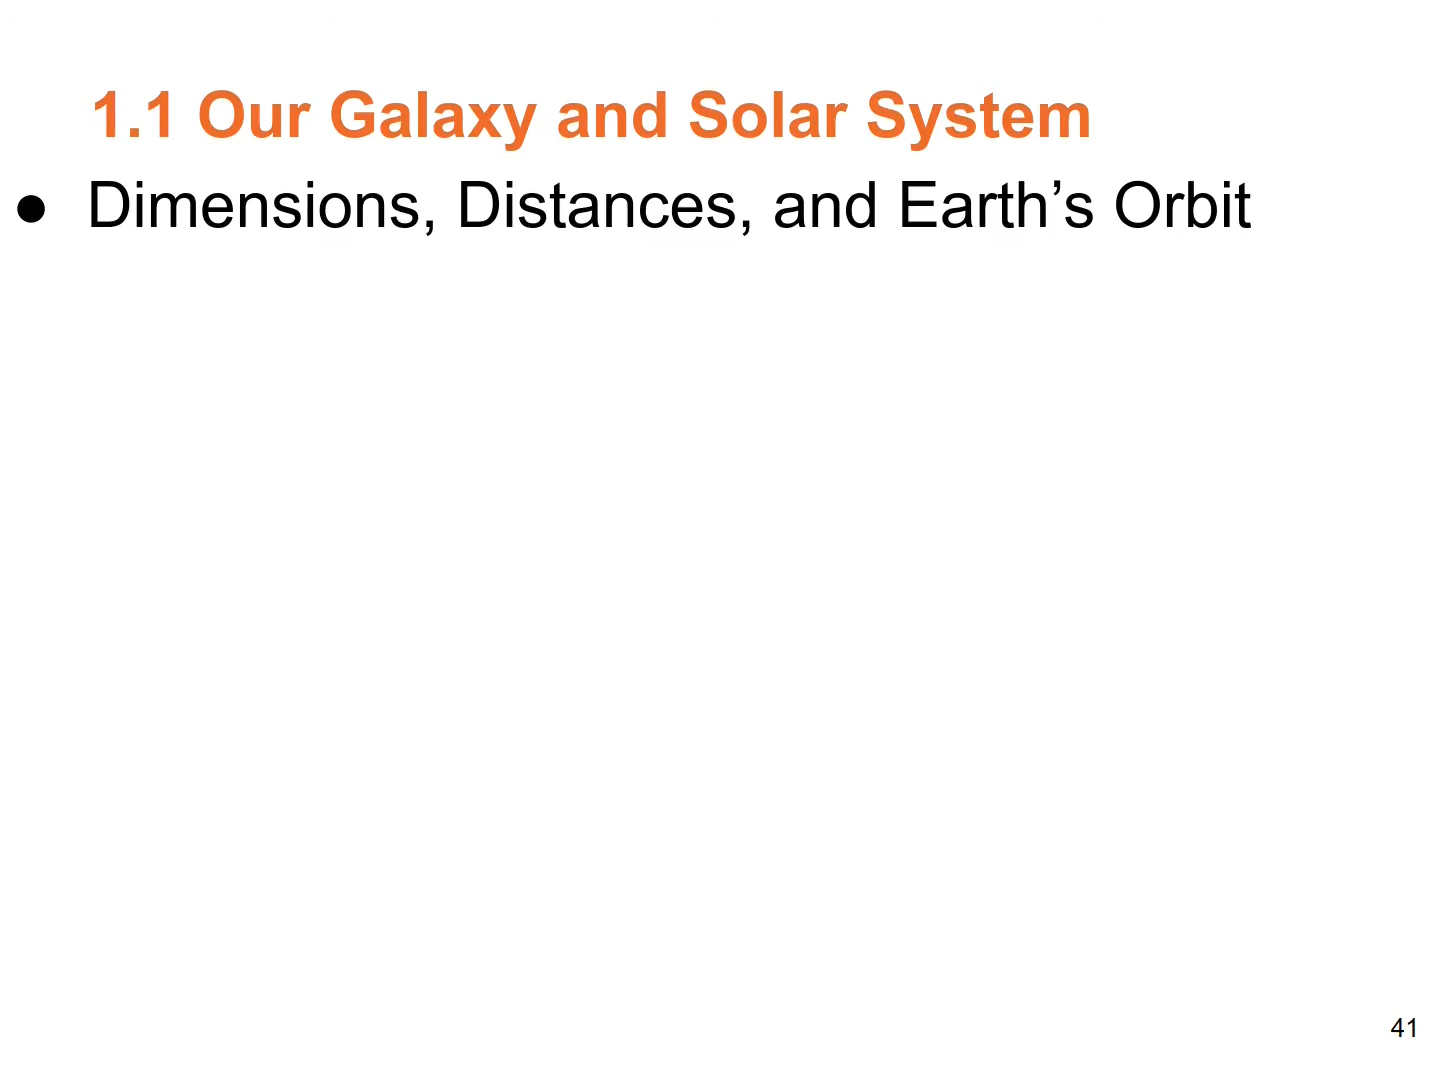 1.1 Our Galaxy and Solar System
● Dimensions, Distances, and Earth’s Orbit
41